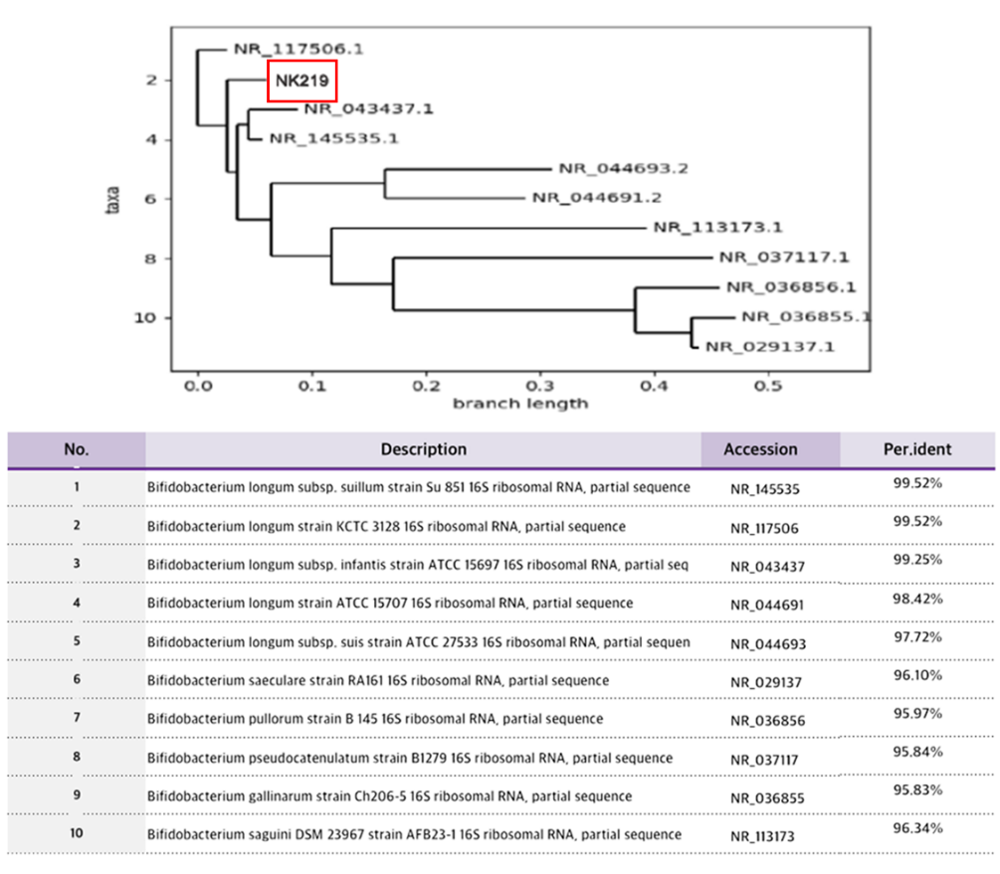 NR_117506.1
2
NK219
NR_043437.1
4
NR_145535.1
NR_044693.2
6
NR_044691.2
taxa
NR_113173.1
8
NR_037117.1
NR_036856.1
10
NR_036855.1
NR_029137.1
0.0 0.1 0.2 0.3 0.4 0.5
branch length
No. Description Accession Per.ident
1 Bifidobacterium longum subsp. suillum strain Su 851 16S ribosomal RNA, partial sequence NR_145535 99.52%
2 Bifidobacterium longum strain KCTC 3128 16S ribosomal RNA, partial sequence NR_117506 99.52%
3 Bifidobacterium longum subsp. infantis strain ATCC 15697 16S ribosomal RNA, partial seq NR_043437 99.25%
4 Bifidobacterium longum strain ATCC 15707 16S ribosomal RNA, partial sequence NR_044691 98.42%
5 Bifidobacterium longum subsp. suis strain ATCC 27533 16S ribosomal RNA, partial sequen NR_044693 97.72%
6 Bifidobacterium saeculare strain RA161 16S ribosomal RNA, partial sequence NR_029137 96.10%
7 Bifidobacterium pullorum strain B 145 16S ribosomal RNA, partial sequence NR_036856 95.97%
8 Bifidobacterium pseudocatenulatum strain B1279 16S ribosomal RNA, partial sequence NR_037117 95.84%
9 Bifidobacterium gallinarum strain Ch206-5 16S ribosomal RNA, partial sequence NR_036855 95.83%
10 Bifidobacterium saguini DSM 23967 strain AFB23-1 16S ribosomal RNA, partial sequence NR_113173 96.34%